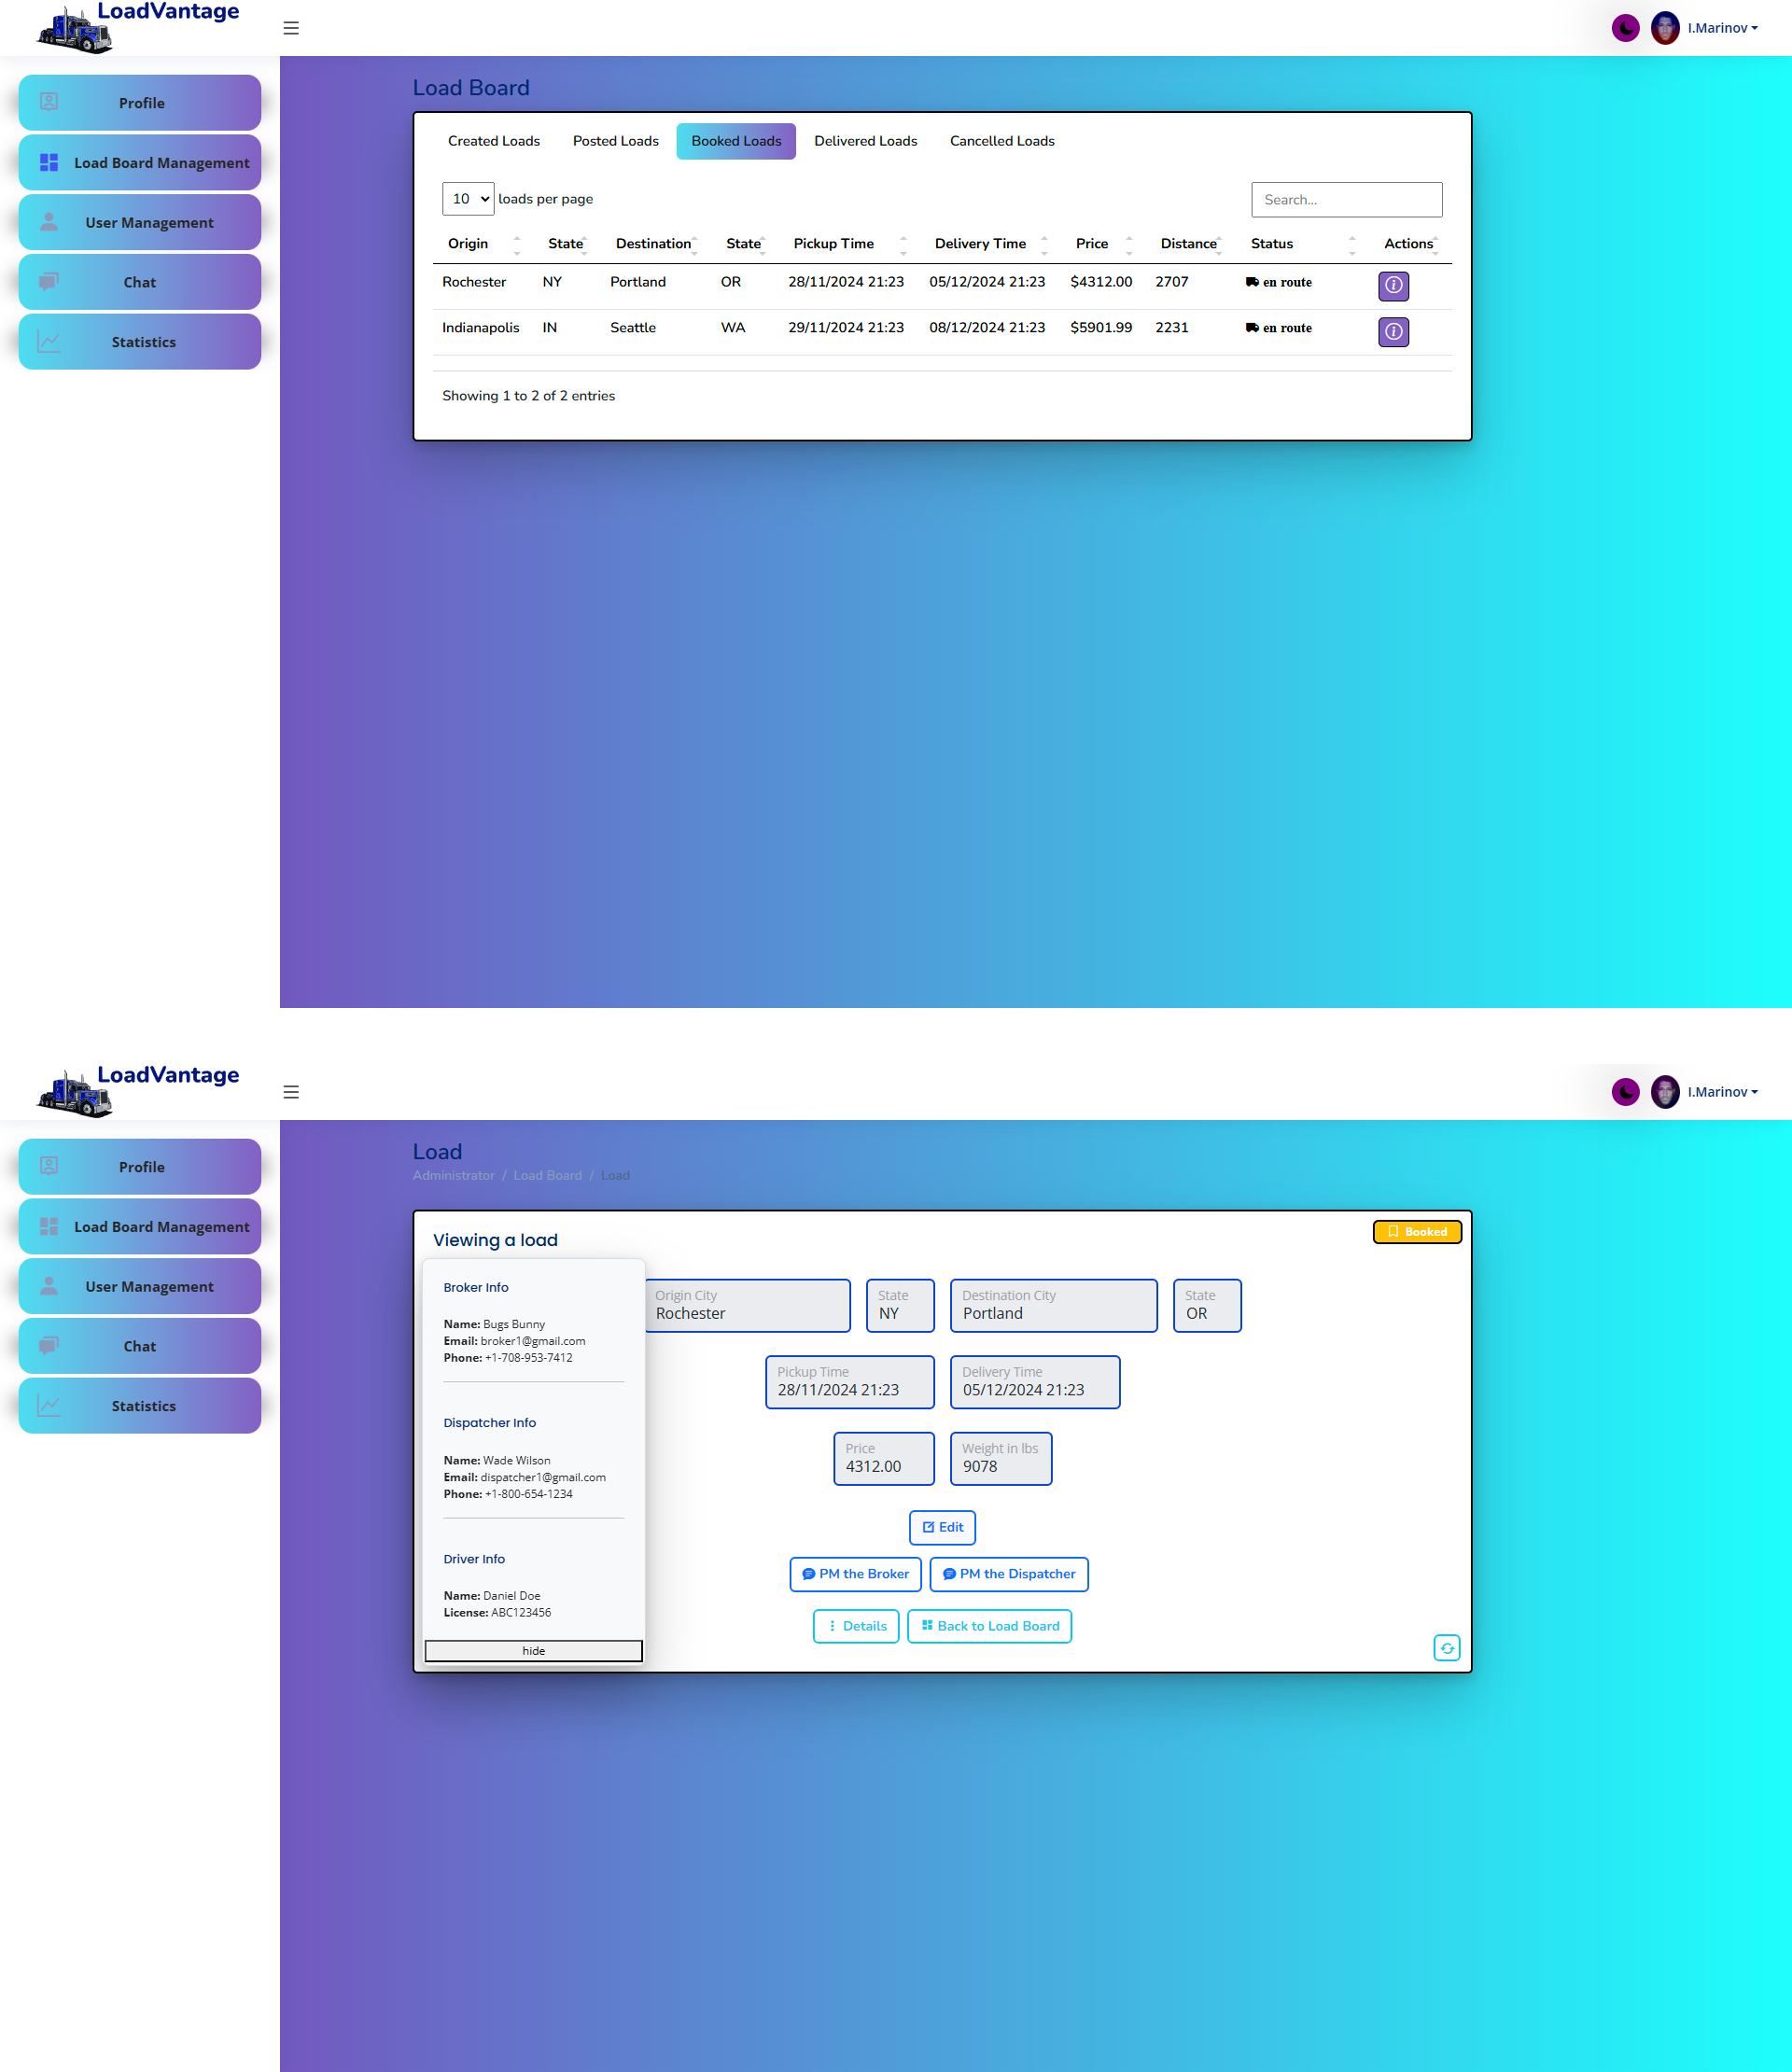 LoadVantage
I.Marinov
Profile
Load Board Management
User Management
Chat
Statistics
Load Board
Created Loads Posted Loads Booked Loads Delivered Loads Cancelled Loads
10 loads per page Search...
Origin State Destination State Pickup Time Delivery Time Price Distance Status Actions
Rochester NY Portland OR 28/11/2024 21:23 05/12/2024 21:23 $4312.00 2707 en route
Indianapolis IN Seattle WA 29/11/2024 21:23 08/12/2024 21:23 $5901.99 2231 en route
Showing 1 to 2 of 2 entries
LoadVantage
I.Marinov
Profile
Load Board Management
User Management
Chat
Statistics
Load
Administrator / Load Board / Load
Viewing a load
Booked
Broker Info
Name: Bugs Bunny
Email: broker1@gmail.com
Phone: +1-708-953-7412
Dispatcher Info
Name: Wade Wilson
Email: dispatcher1@gmail.com
Phone: +1-800-654-1234
Driver Info
Name: Daniel Doe
License: ABC123456
hide
Origin City State Destination City State
Rochester NY Portland OR
Pickup Time Delivery Time
28/11/2024 21:23 05/12/2024 21:23
Price Weight in lbs
4312.00 9078
Edit
PM the Broker PM the Dispatcher
Details Back to Load Board